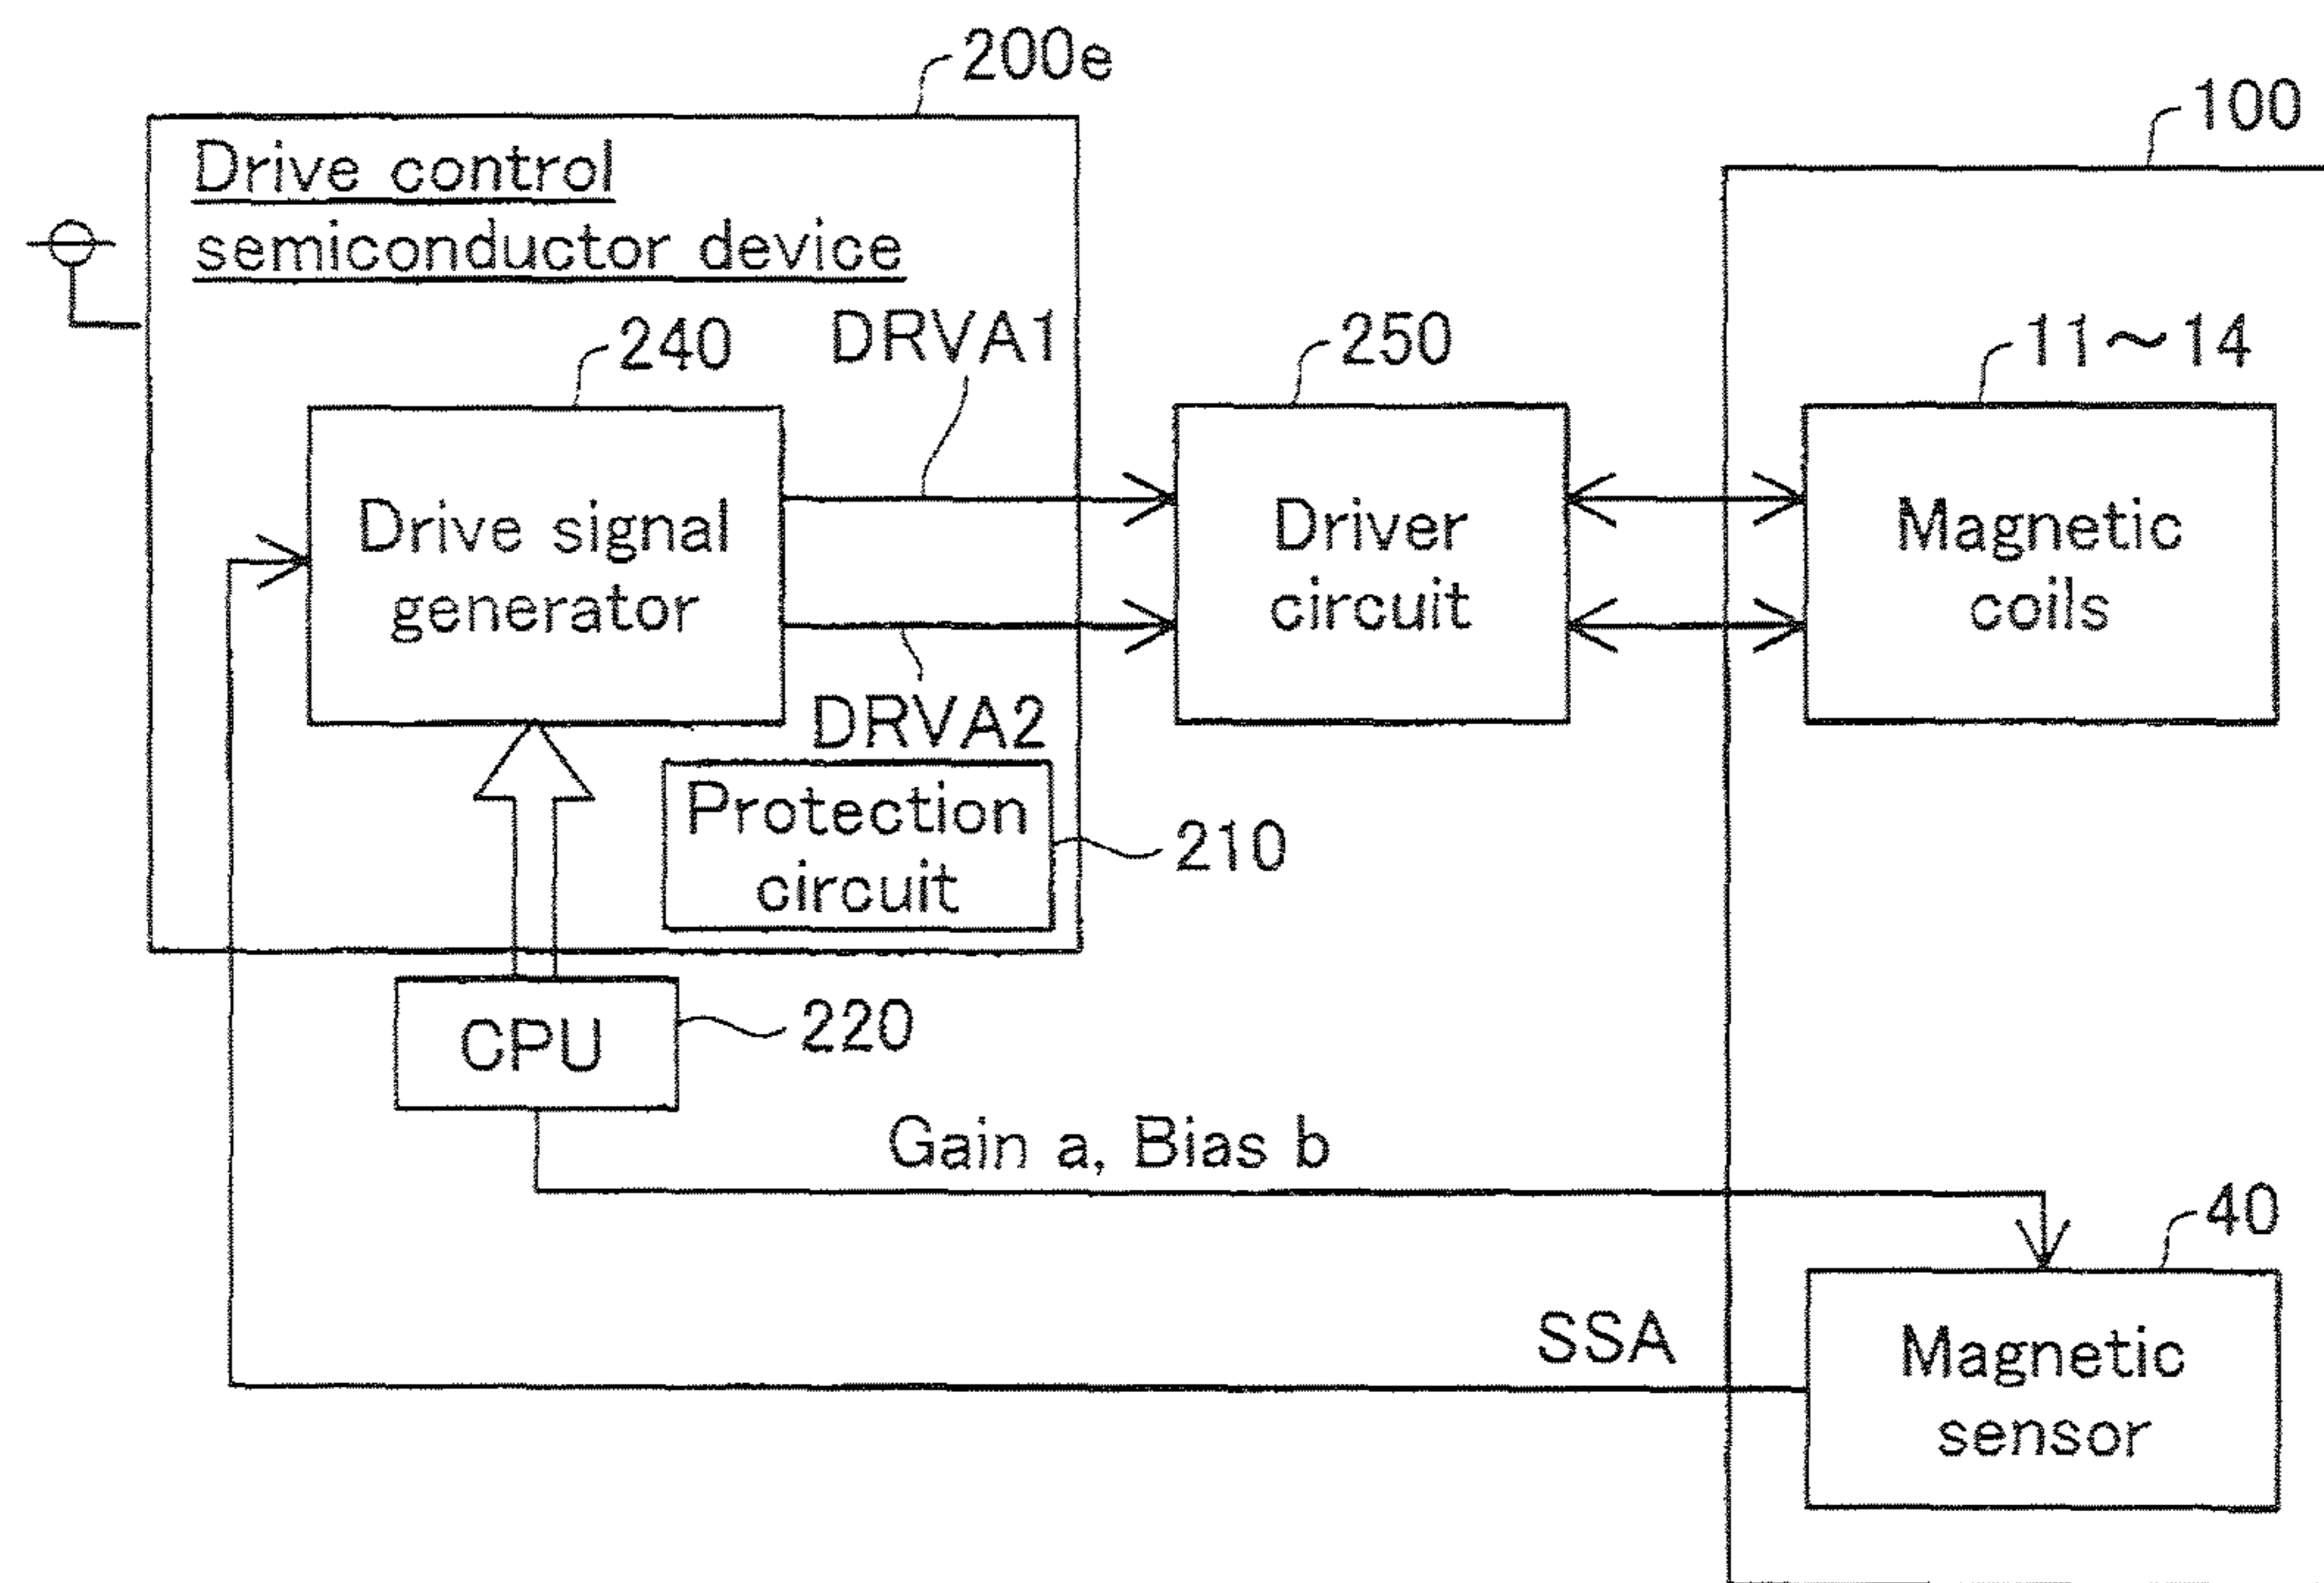 200e
100
Drive control
semiconductor device
240
DRVA1
250
11～14
Drive signal
generator
Driver
circuit
Magnetic
coils
DRVA2
Protection
circuit
210
CPU
220
Gain a, Bias b
40
SSA
Magnetic
sensor